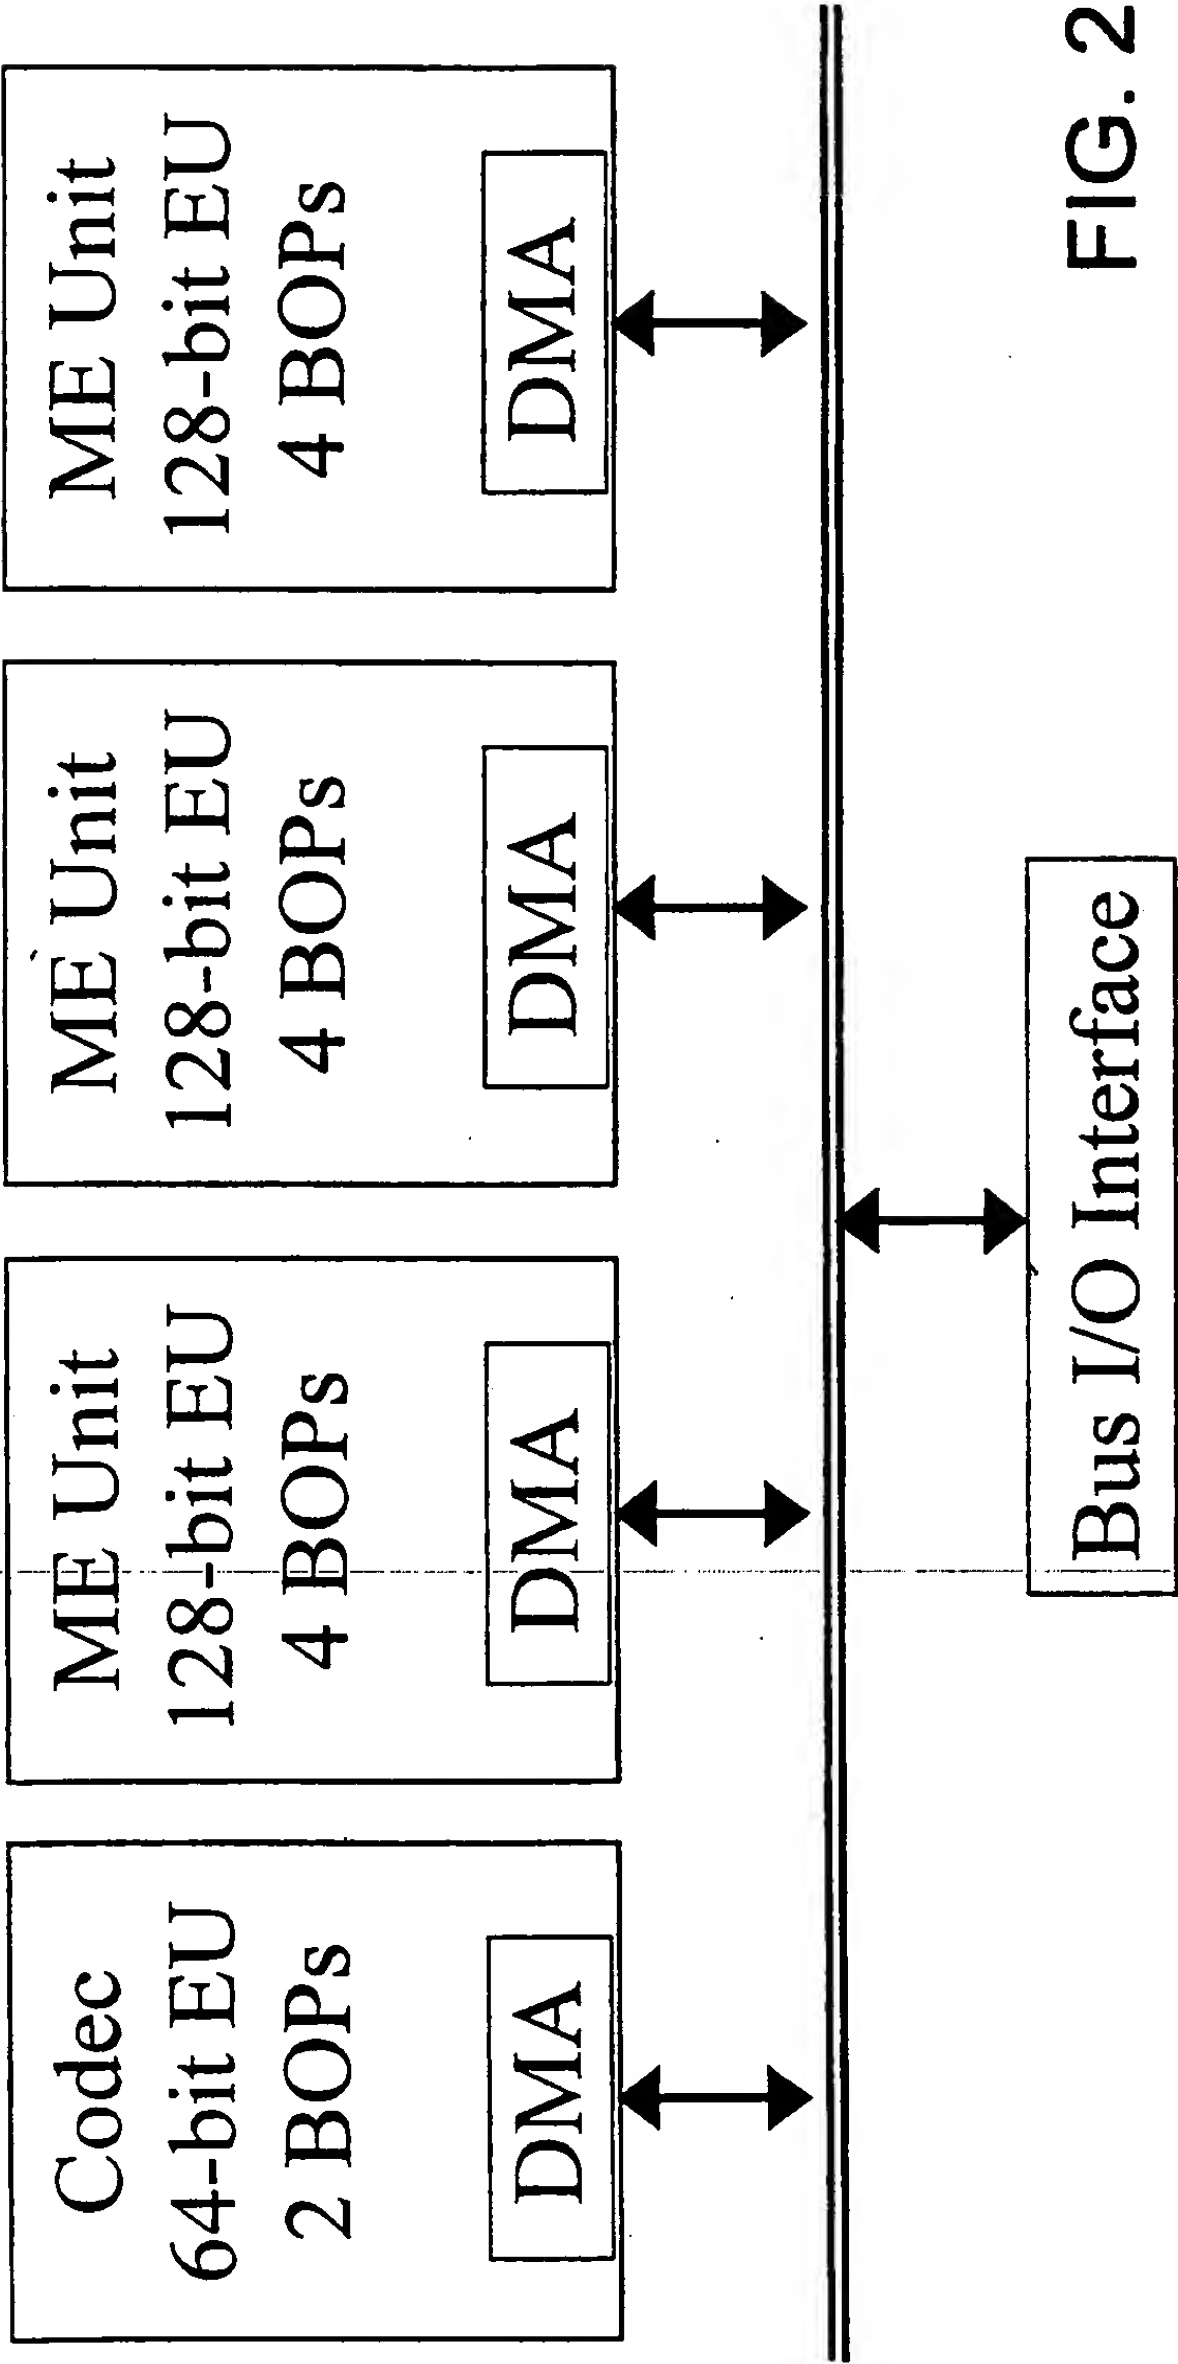 Codec
64-bit EU
2 BOPs
DMA
ME Unit
128-bit EU
4 BOPs
DMA
ME Unit
128-bit EU
4 BOPs
DMA
ME Unit
128-bit EU
4 BOPs
DMA
Bus I/O Interface
FIG. 2